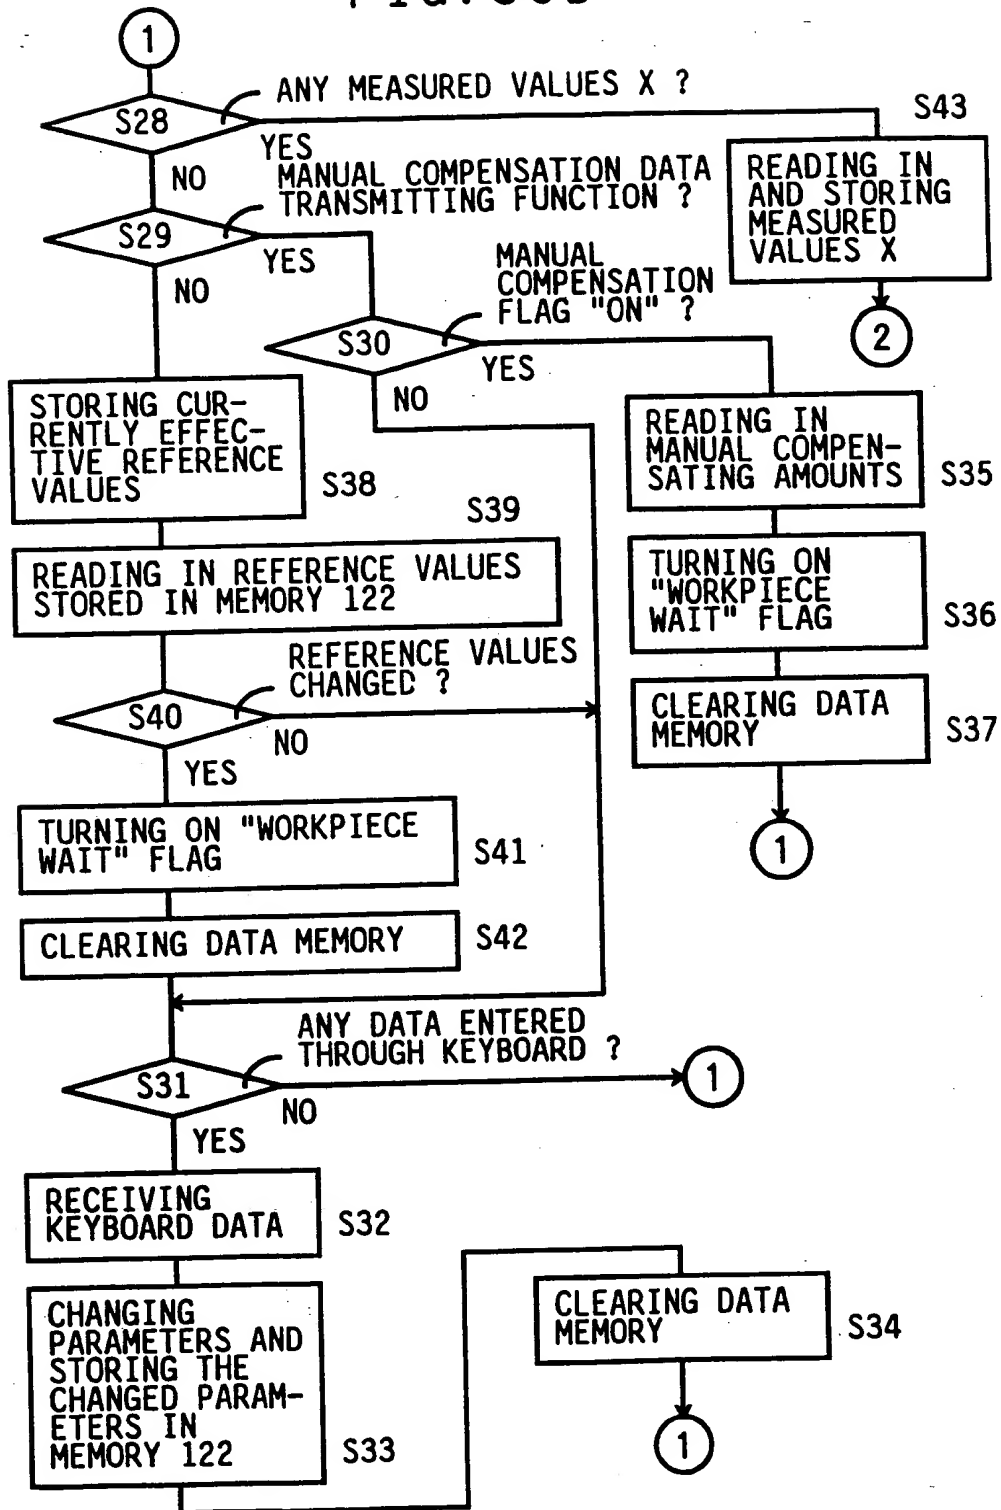 1
S28
ANY MEASURED VALUES X ?
YES
NO
S43
READING IN
AND STORING
MEASURED
VALUES X
2
S29
MANUAL COMPENSATION DATA
TRANSMITTING FUNCTION ?
YES
NO
S30
MANUAL
COMPENSATION
FLAG "ON" ?
YES
NO
STORING CUR-
RENTLY EFFEC-
TIVE REFERENCE
VALUES
S38
READING IN
MANUAL COMPEN-
SATING AMOUNTS
S35
S39
READING IN REFERENCE VALUES
STORED IN MEMORY 122
TURNING ON
"WORKPIECE
WAIT" FLAG
S36
S40
REFERENCE VALUES
CHANGED ?
NO
YES
CLEARING DATA
MEMORY
S37
1
TURNING ON "WORKPIECE
WAIT" FLAG
S41
CLEARING DATA MEMORY
S42
S31
ANY DATA ENTERED
THROUGH KEYBOARD ?
NO
1
YES
RECEIVING
KEYBOARD DATA
S32
CHANGING
PARAMETERS AND
STORING THE
CHANGED PARAM-
ETERS IN
MEMORY 122
S33
CLEARING DATA
MEMORY
S34
1